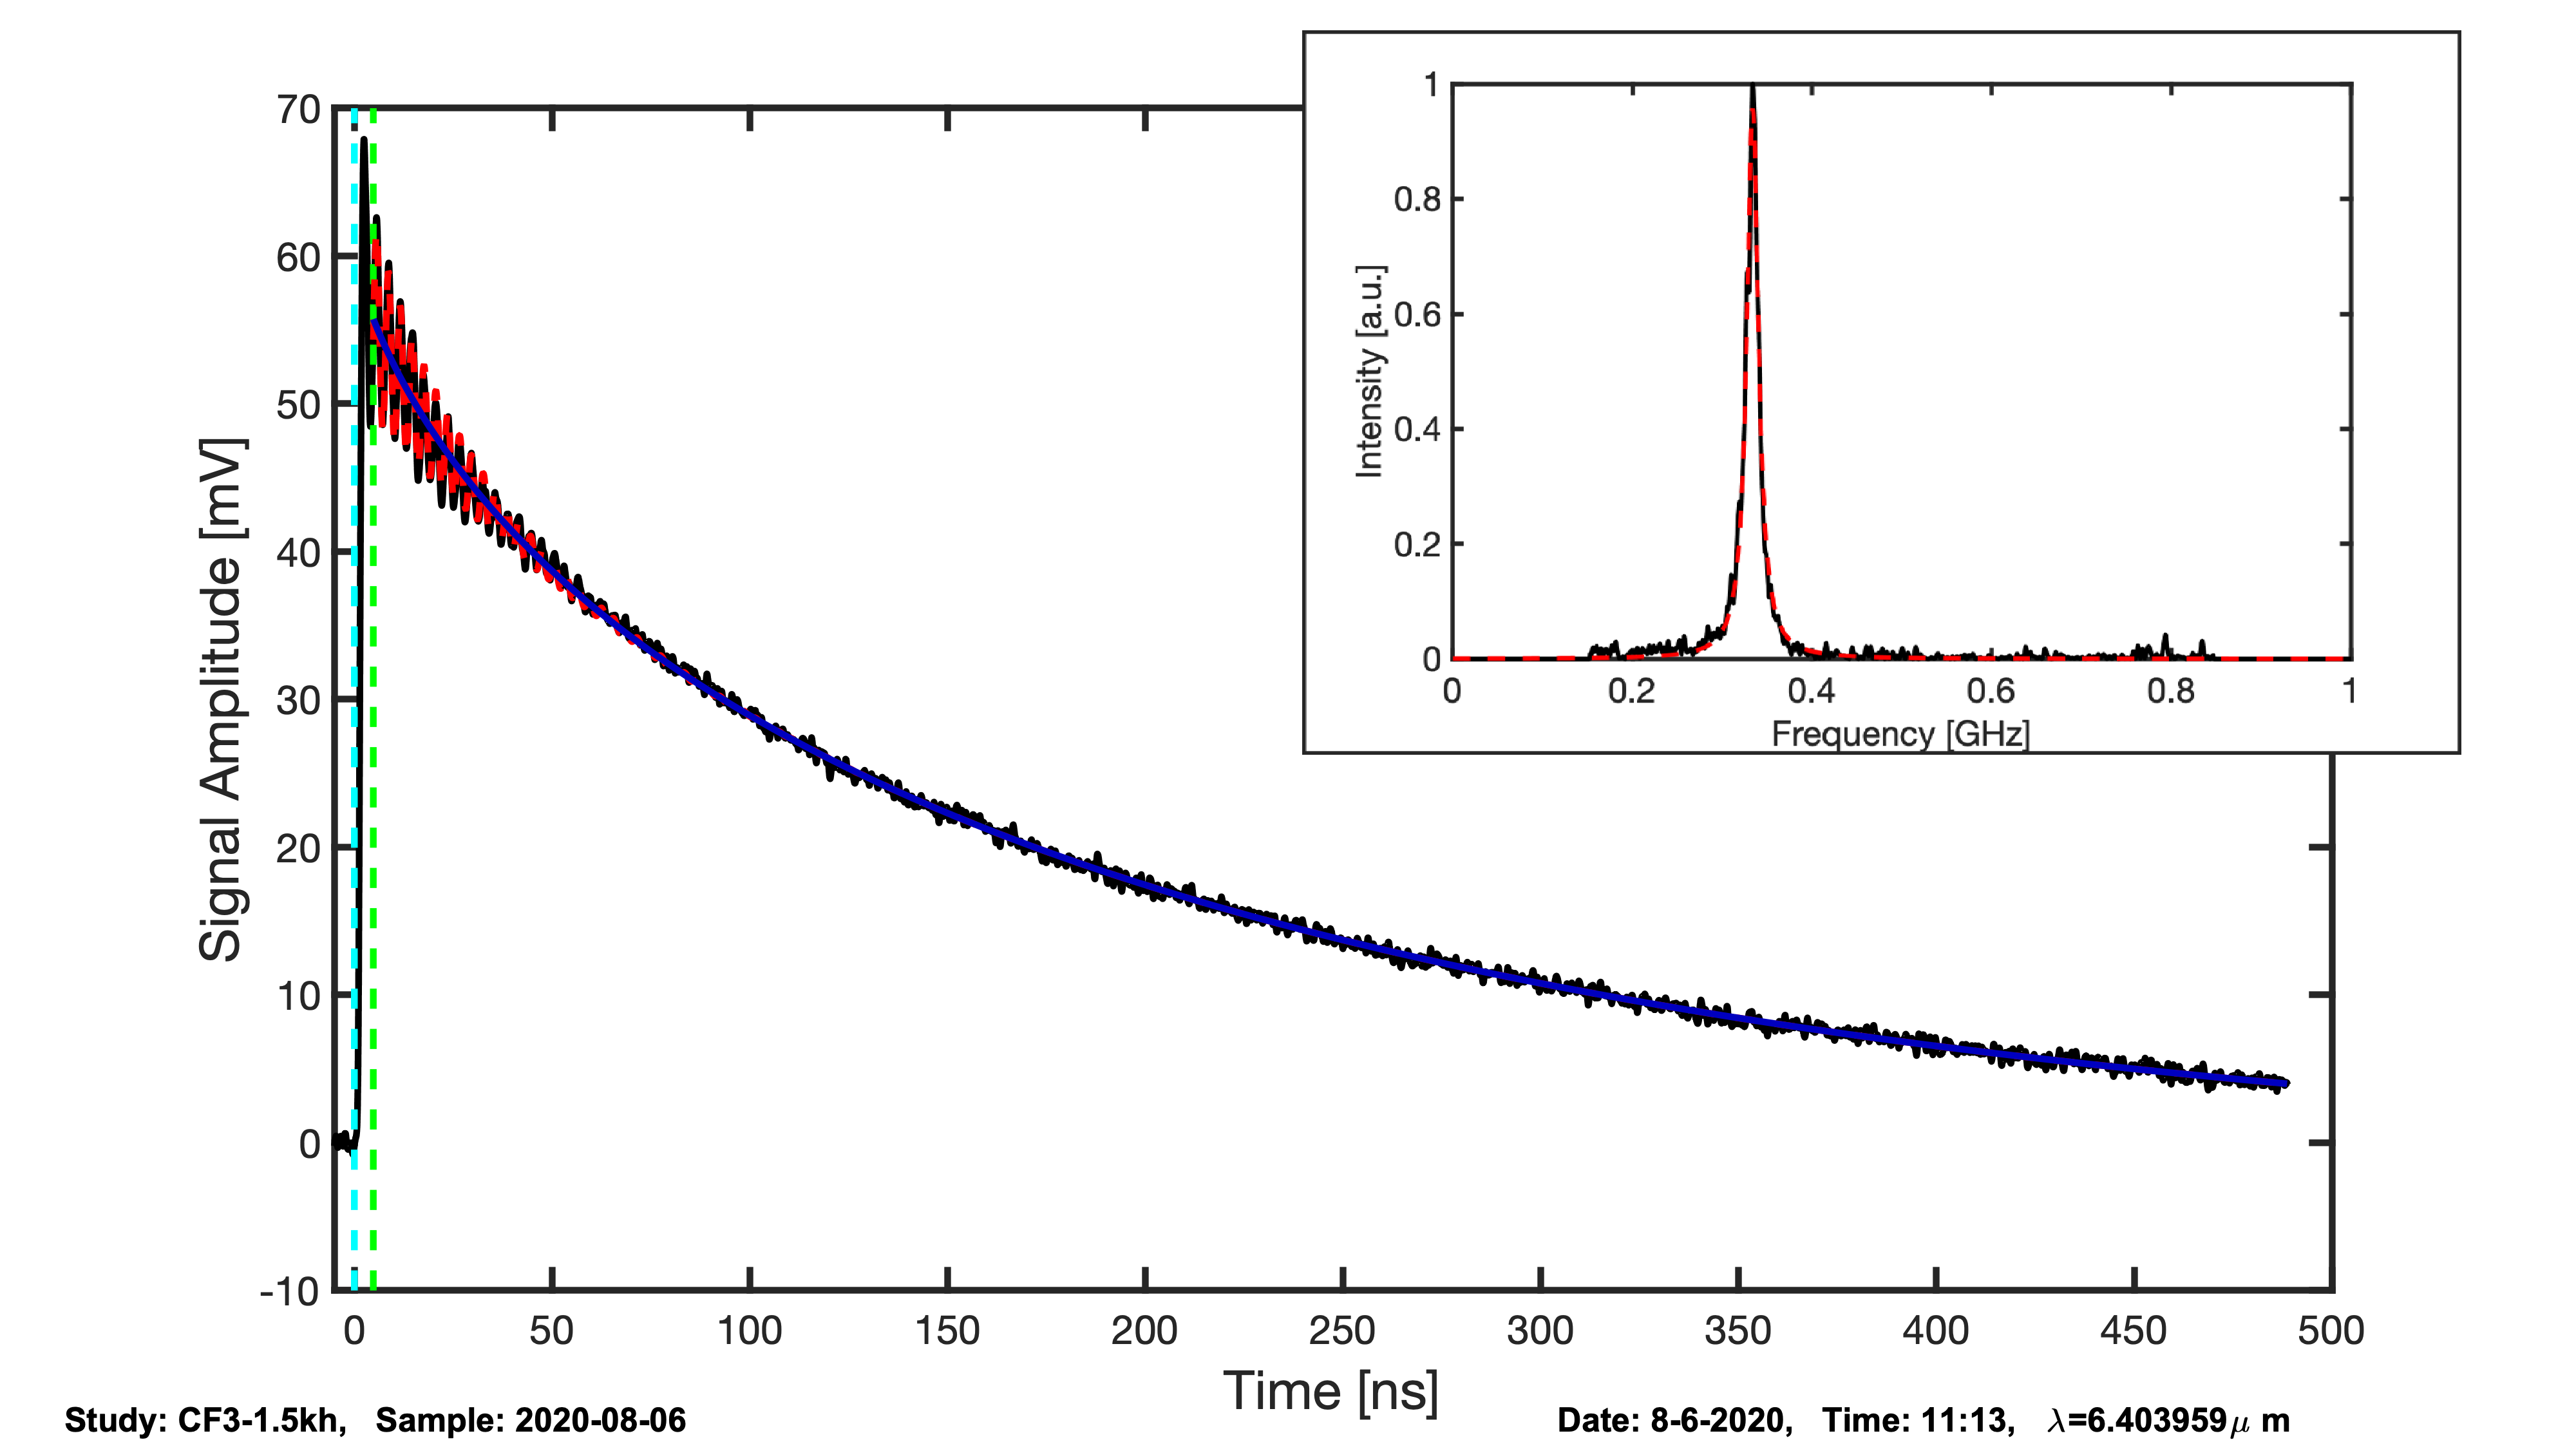 70
60
50
40
30
20
10
0
-10
Signal Amplitude [mV]
0 50 100 150 200 250 300 350 400 450 500
Time [ns]
1
0.8
0.6
0.4
0.2
0
Intensity [a.u.]
0 0.2 0.4 0.6 0.8 1
Frequency [GHz]
Study: CF3-1.5kh, Sample: 2020-08-06
Date: 8-6-2020, Time: 11:13, λ=6.403959μ m